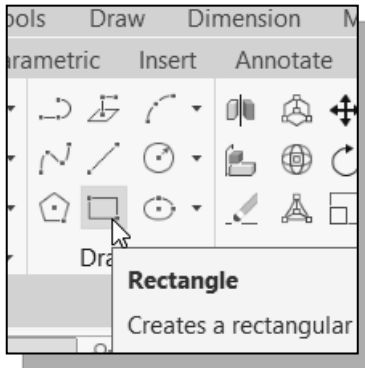 ools Draw Dimension M
arametric Insert Annotate
Dra
Rectangle
Creates a rectangular